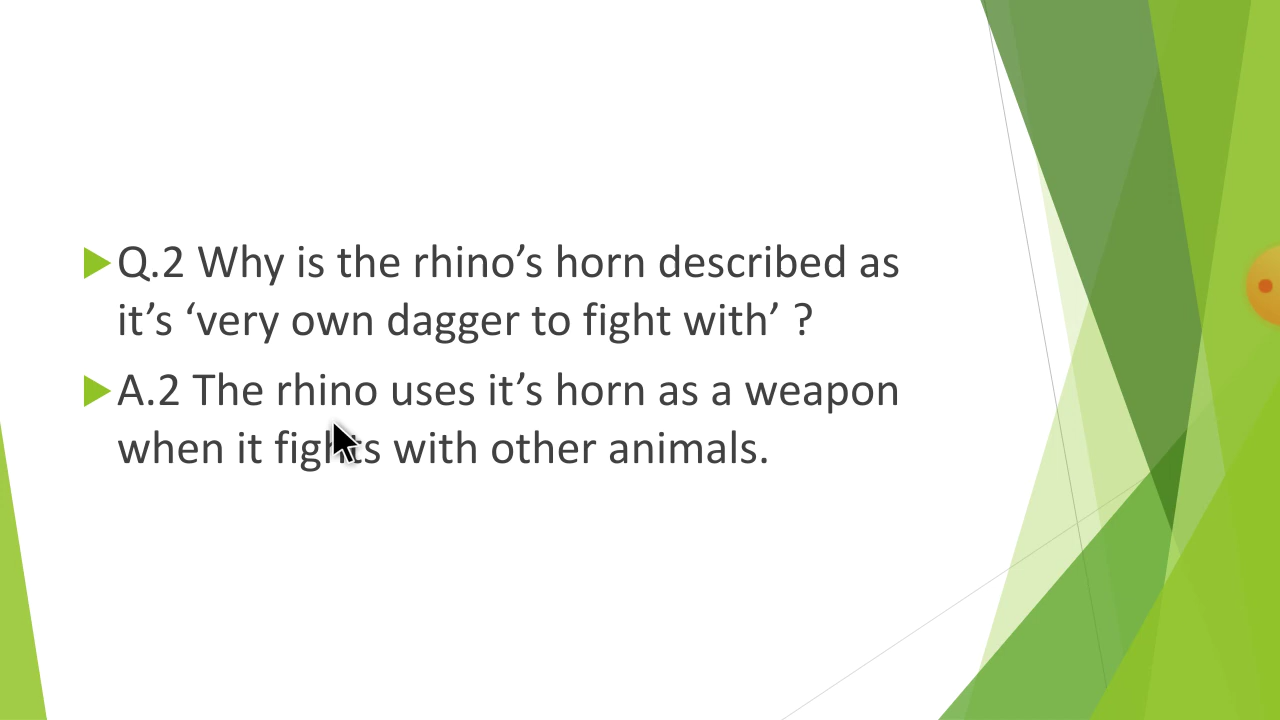 Q.2 Why is the rhino’s horn described as
it’s ‘very own dagger to fight with’ ?
A.2 The rhino uses it’s horn as a weapon
when it fights with other animals.